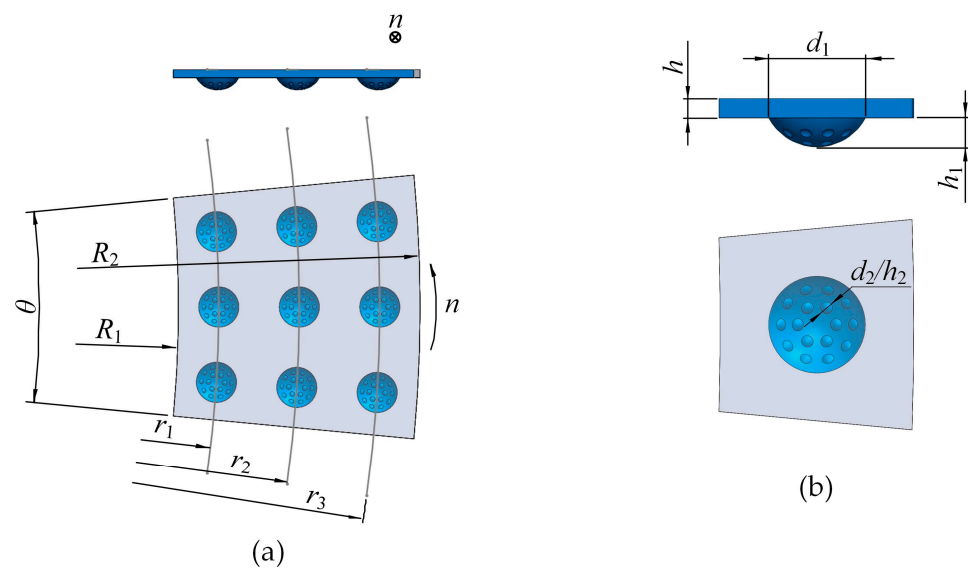 n
R₂
θ
R₁
n
r₁
r₂
r₃
(a)
d₁
h
h₁
d₂/h₂
(b)